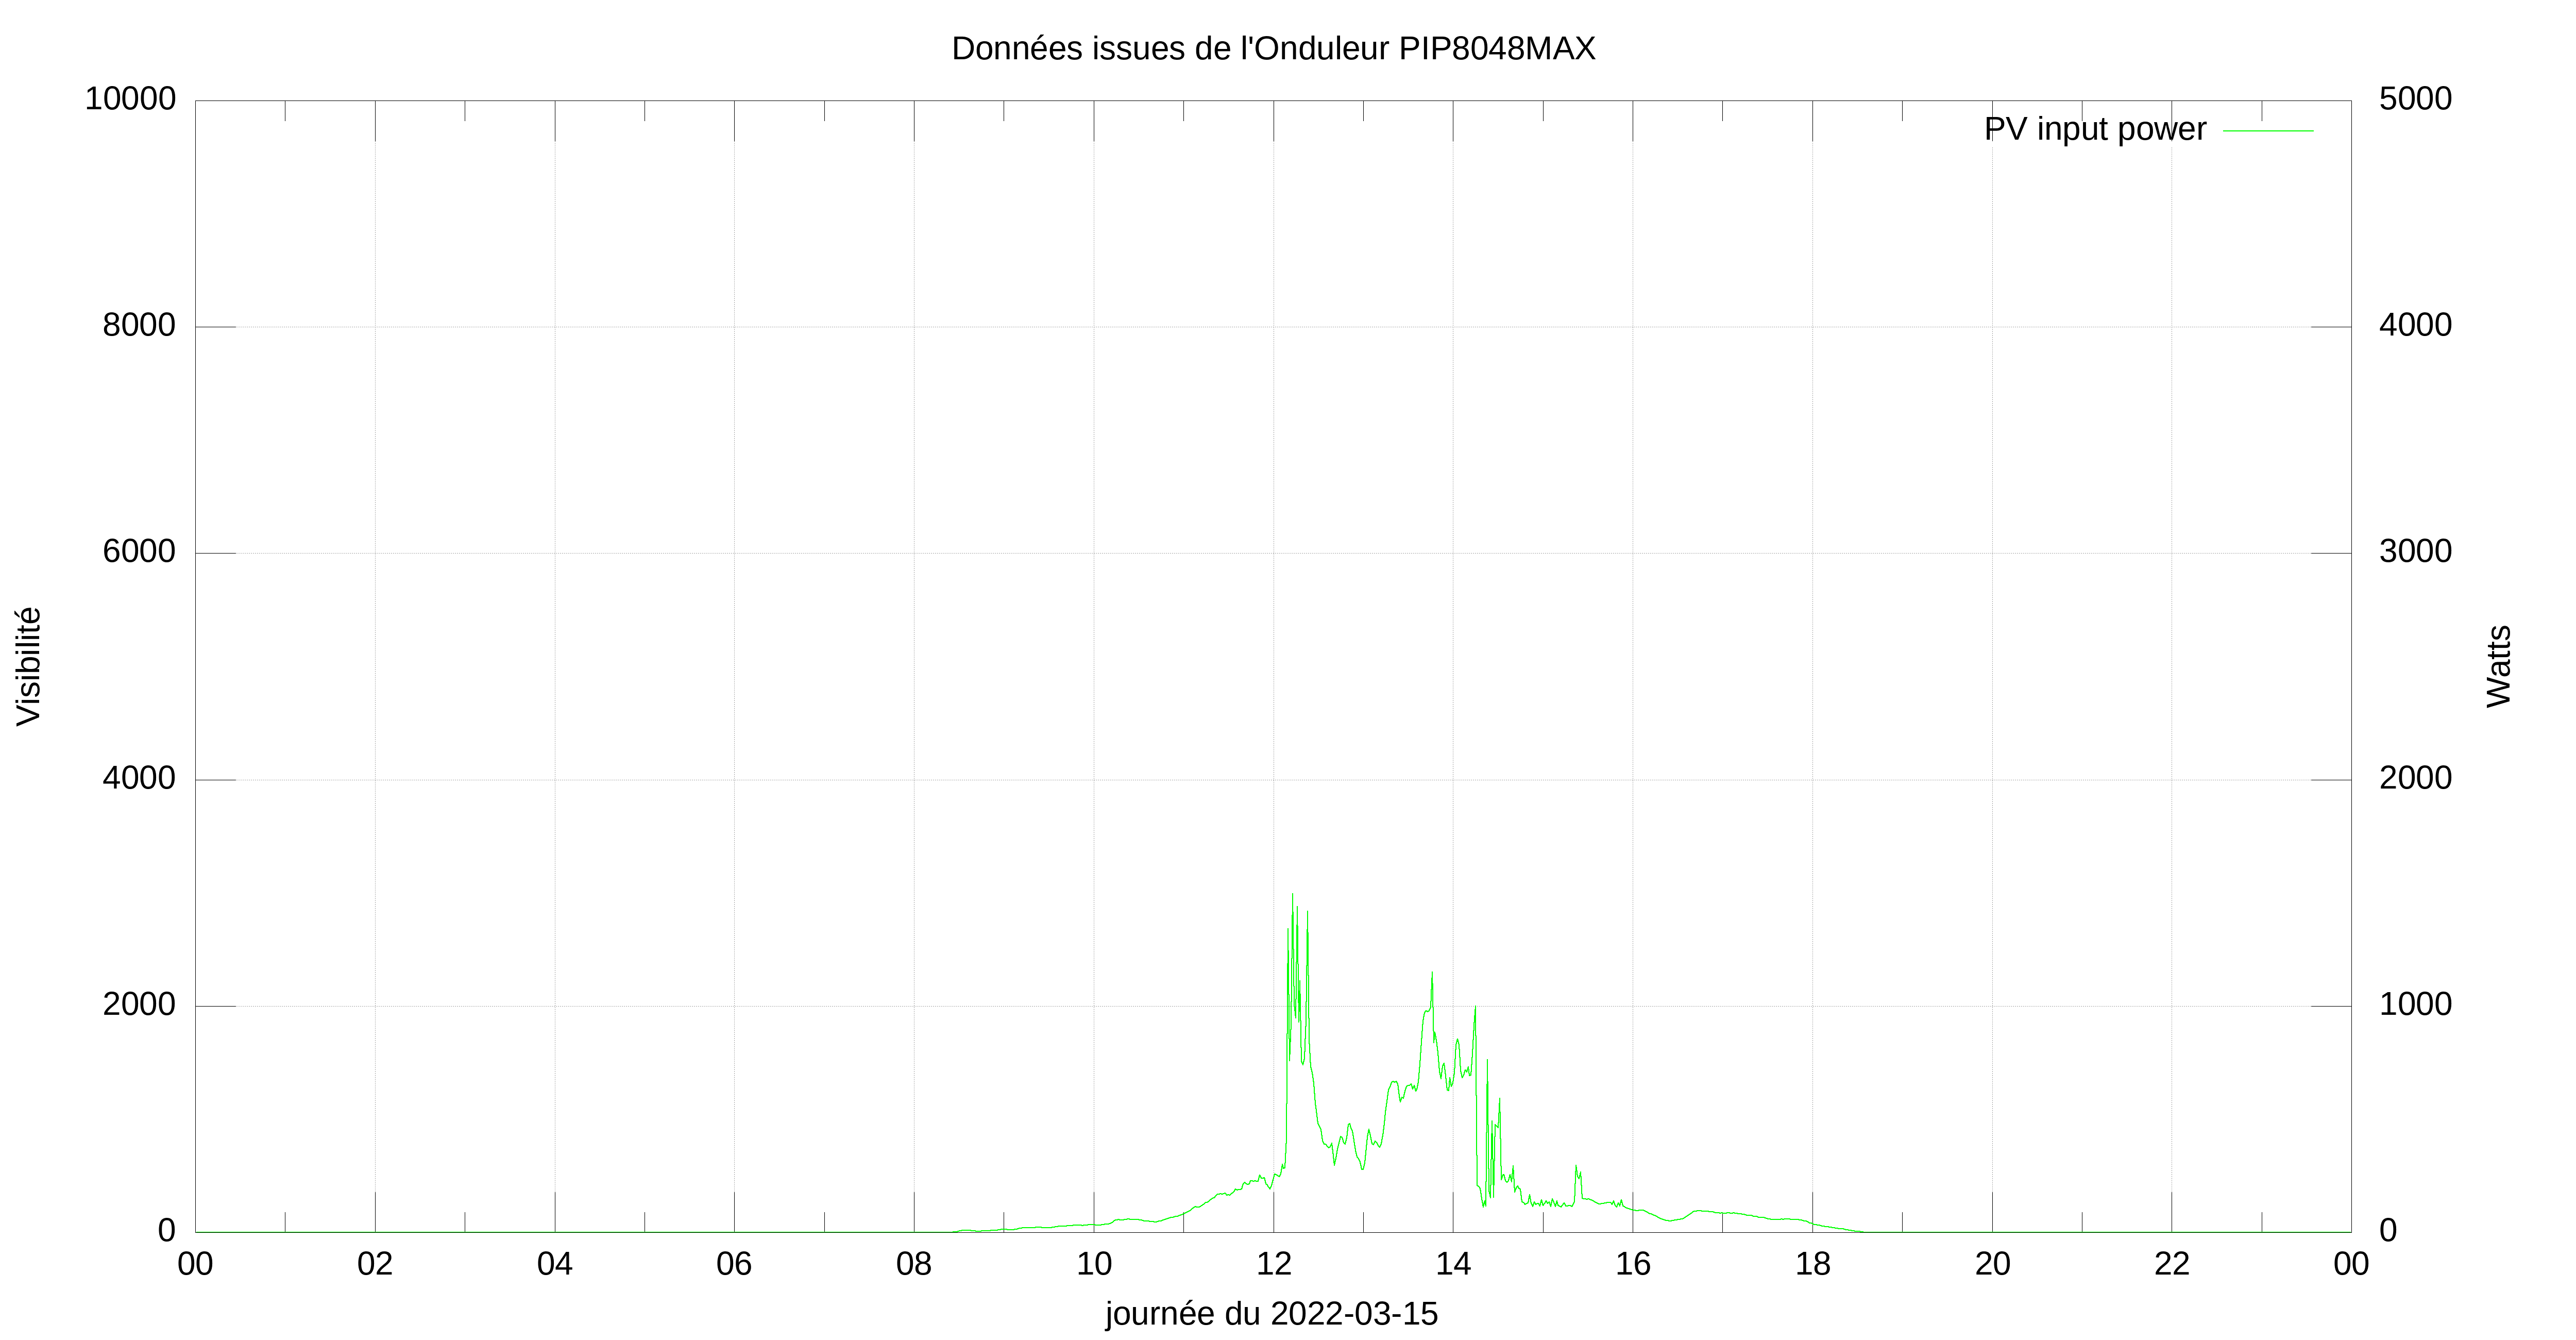 Données issues de l'Onduleur PIP8048MAX
10000
8000
6000
4000
2000
0
Visibilité
5000
4000
3000
2000
1000
0
Watts
PV input power
00 02 04 06 08 10 12 14 16 18 20 22 00
journée du 2022-03-15